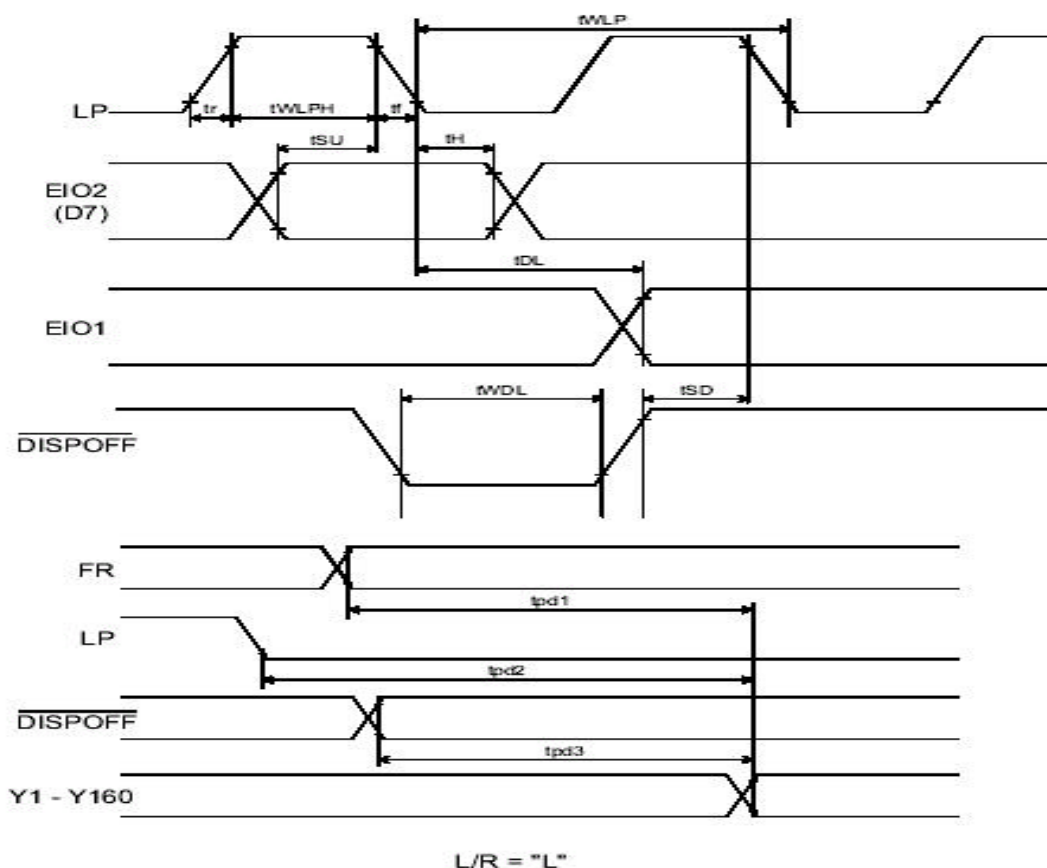 tWLP
LP
tr
tWLPH
tf
tSU
tH
EIO2
(D7)
tDL
EIO1
tWDL
tSD
DISPOFF
FR
tpd1
LP
tpd2
DISPOFF
tpd3
Y1 - Y160
L/R = "L"